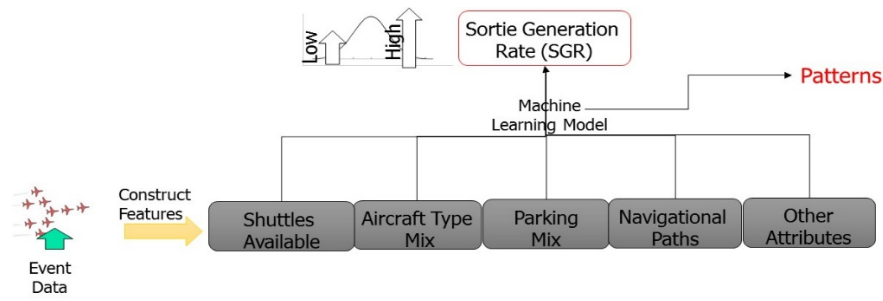 Low
High
Sortie Generation
Rate (SGR)
Patterns
Machine
Learning Model
Construct
Features
Shuttles
Available
Aircraft Type
Mix
Parking
Mix
Navigational
Paths
Other
Attributes
Event
Data